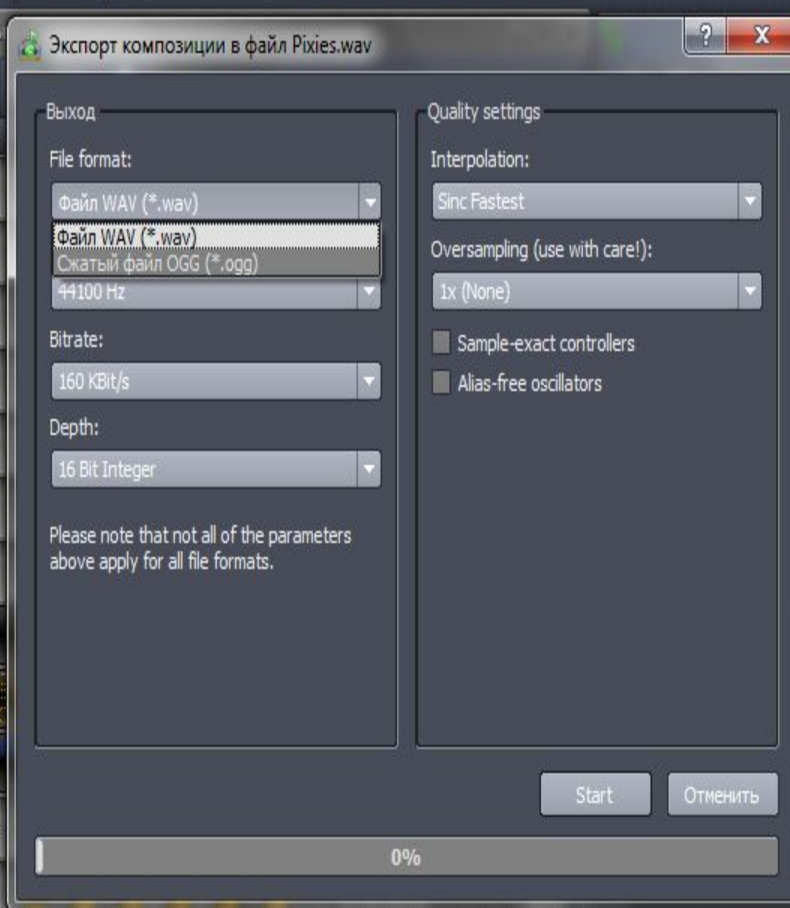 Экспорт композиции в файл Pixies.wav
?
X
Выход
File format:
Файл WAV (*.wav)
Файл WAV (*.wav)
Сжатый файл OGG (*.ogg)
44100 Hz
Bitrate:
160 KBit/s
Depth:
16 Bit Integer
Please note that not all of the parameters
above apply for all file formats.
Quality settings
Interpolation:
Sinc Fastest
Oversampling (use with care!):
1x (None)
Sample-exact controllers
Alias-free oscillators
Start
Отменить
0%